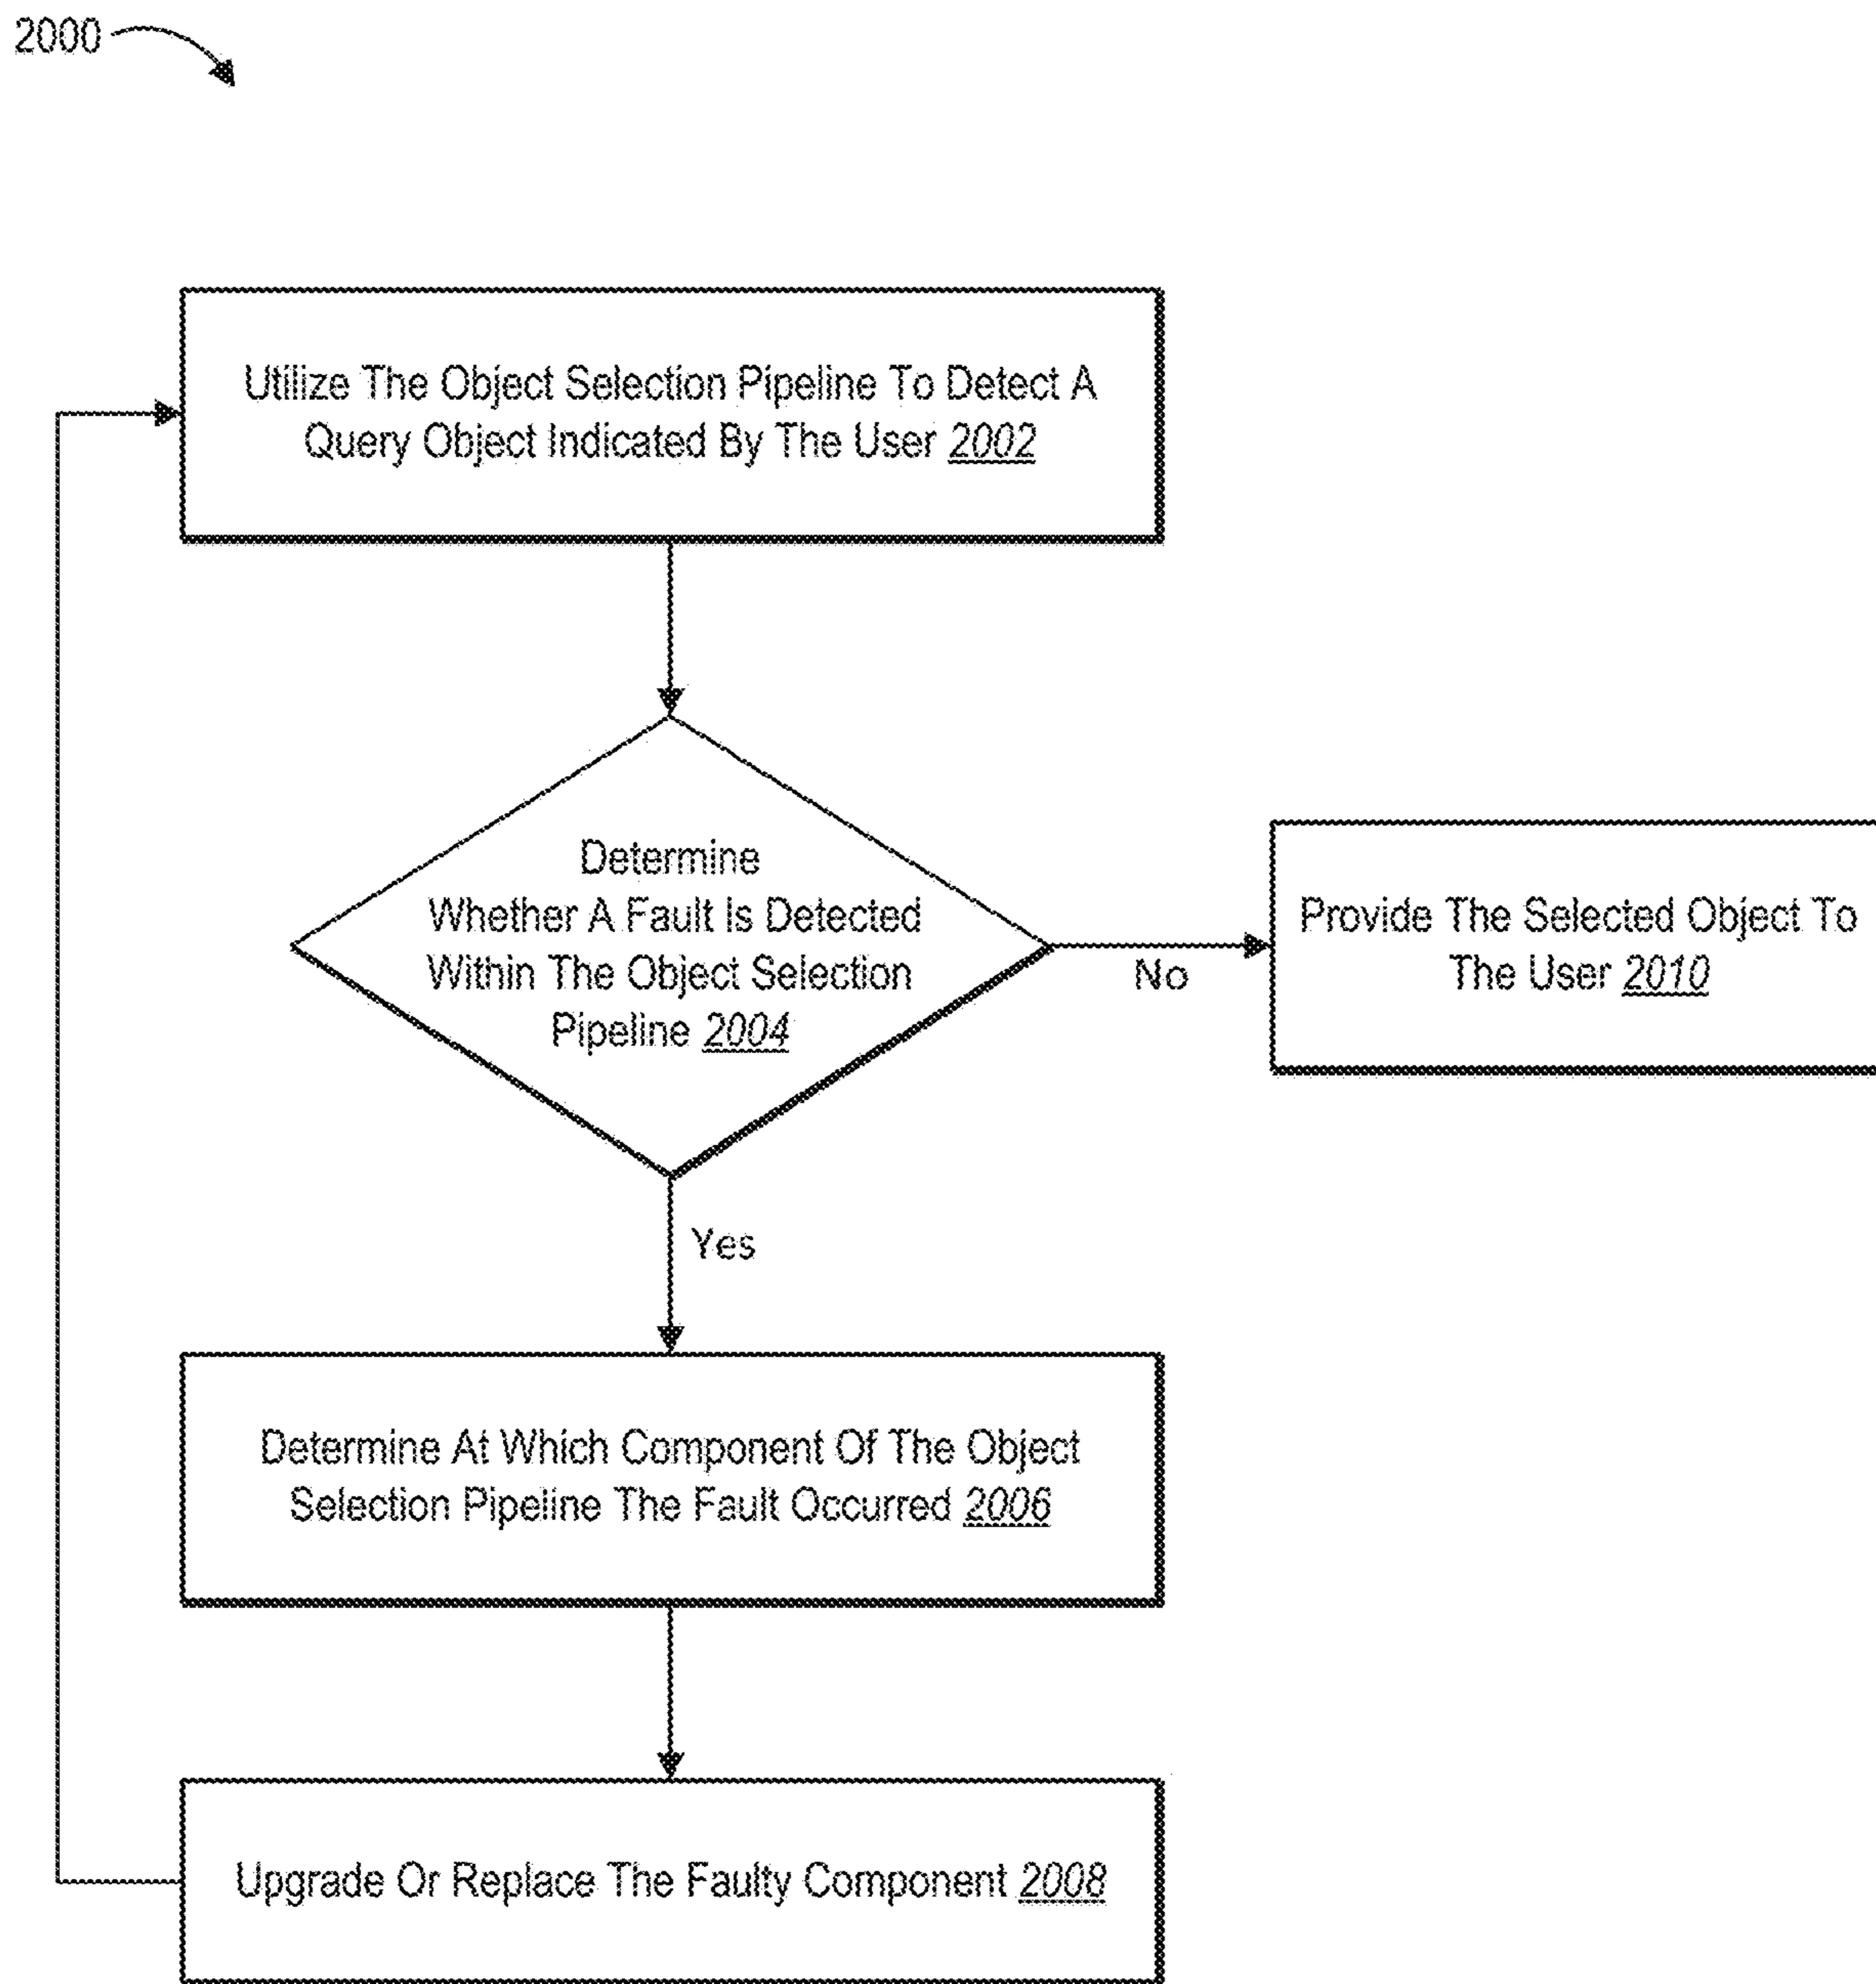 2000
Utilize The Object Selection Pipeline To Detect A
Query Object Indicated By The User 2002
Determine
Whether A Fault Is Detected
Within The Object Selection
Pipeline 2004
No
Provide The Selected Object To
The User 2010
Yes
Determine At Which Component Of The Object
Selection Pipeline The Fault Occurred 2006
Upgrade Or Replace The Faulty Component 2008